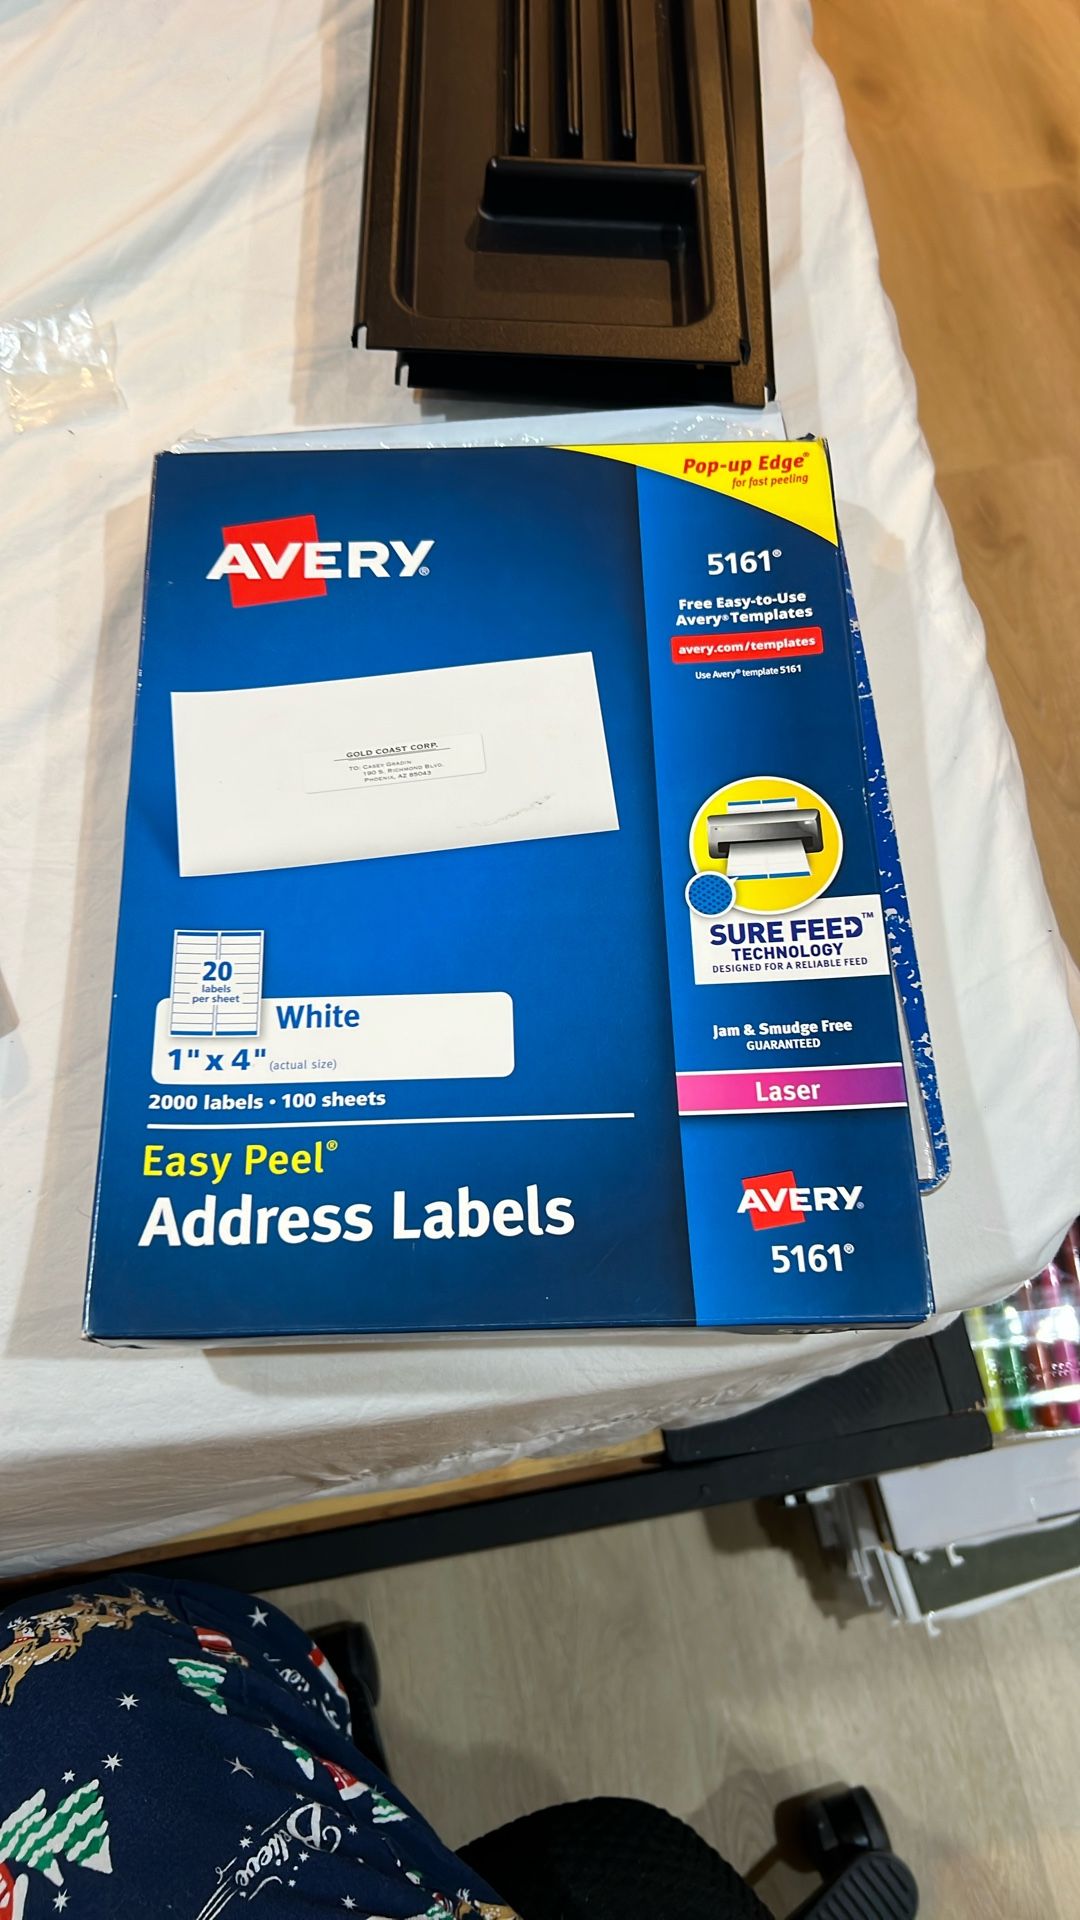 Pop-up Edge®
for fast peeling
AVERY®
5161®
Free Easy-to-Use
Avery® Templates
avery.com/templates
Use Avery® template 5161
GOLD COAST CORP.
TO: CASEY GRADIN
190 S. RICHMOND BLVD.
PHOENIX, AZ 85043
SURE FEED™
TECHNOLOGY
DESIGNED FOR A RELIABLE FEED
20
labels
per sheet
White
1" x 4" (actual size)
2000 labels • 100 sheets
Jam & Smudge Free
GUARANTEED
Laser
Easy Peel®
Address Labels
AVERY®
5161®
Believe